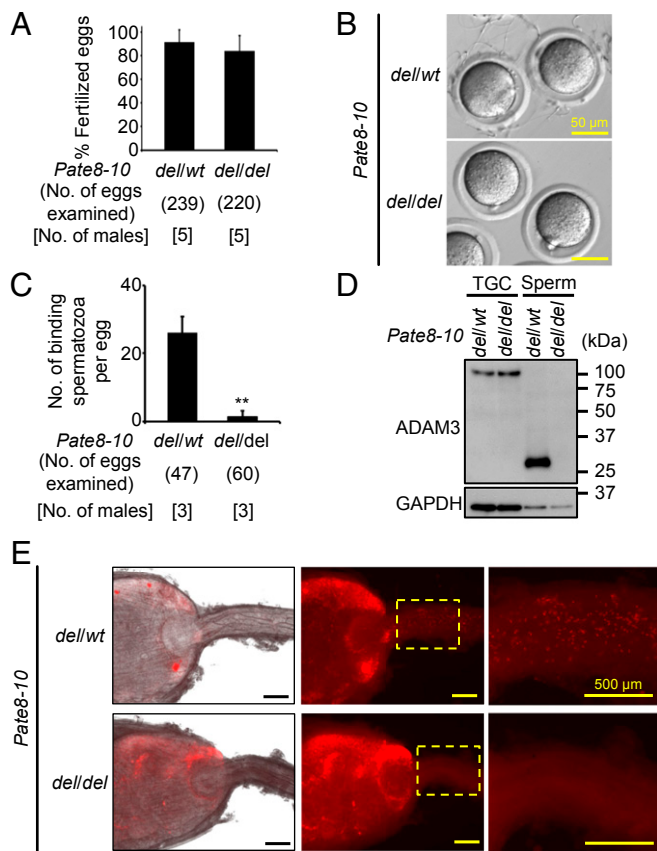 A
% Fertilized eggs
100
80
60
40
20
0
Pate8-10 del/wt del/del
(No. of eggs examined) (239) (220)
[No. of males] [5] [5]
B
Pate8-10
del/wt
50 µm
del/del
C
No. of binding spermatozoa per egg
40
20
0
**
Pate8-10 del/wt del/del
(No. of eggs examined) (47) (60)
[No. of males] [3] [3]
D
TGC Sperm
Pate8-10 del/wt del/del del/wt del/del (kDa)
100
75
50
37
ADAM3
25
37
GAPDH
E
Pate8-10
del/wt
500 µm
del/del